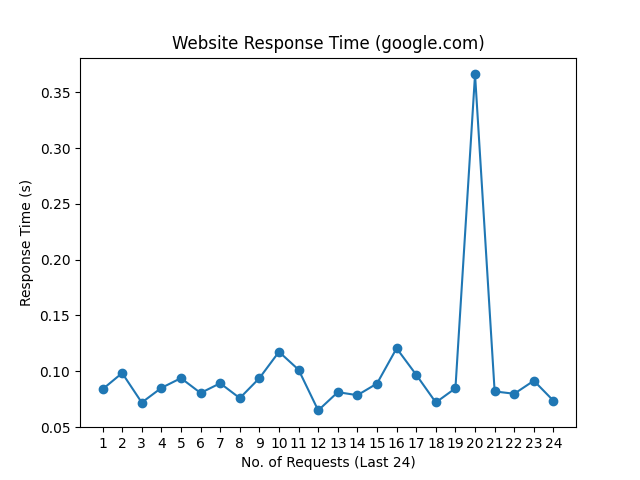 Website Response Time (google.com)
Response Time (s)
0.35
0.30
0.25
0.20
0.15
0.10
0.05
1 2 3 4 5 6 7 8 9 10 11 12 13 14 15 16 17 18 19 20 21 22 23 24
No. of Requests (Last 24)